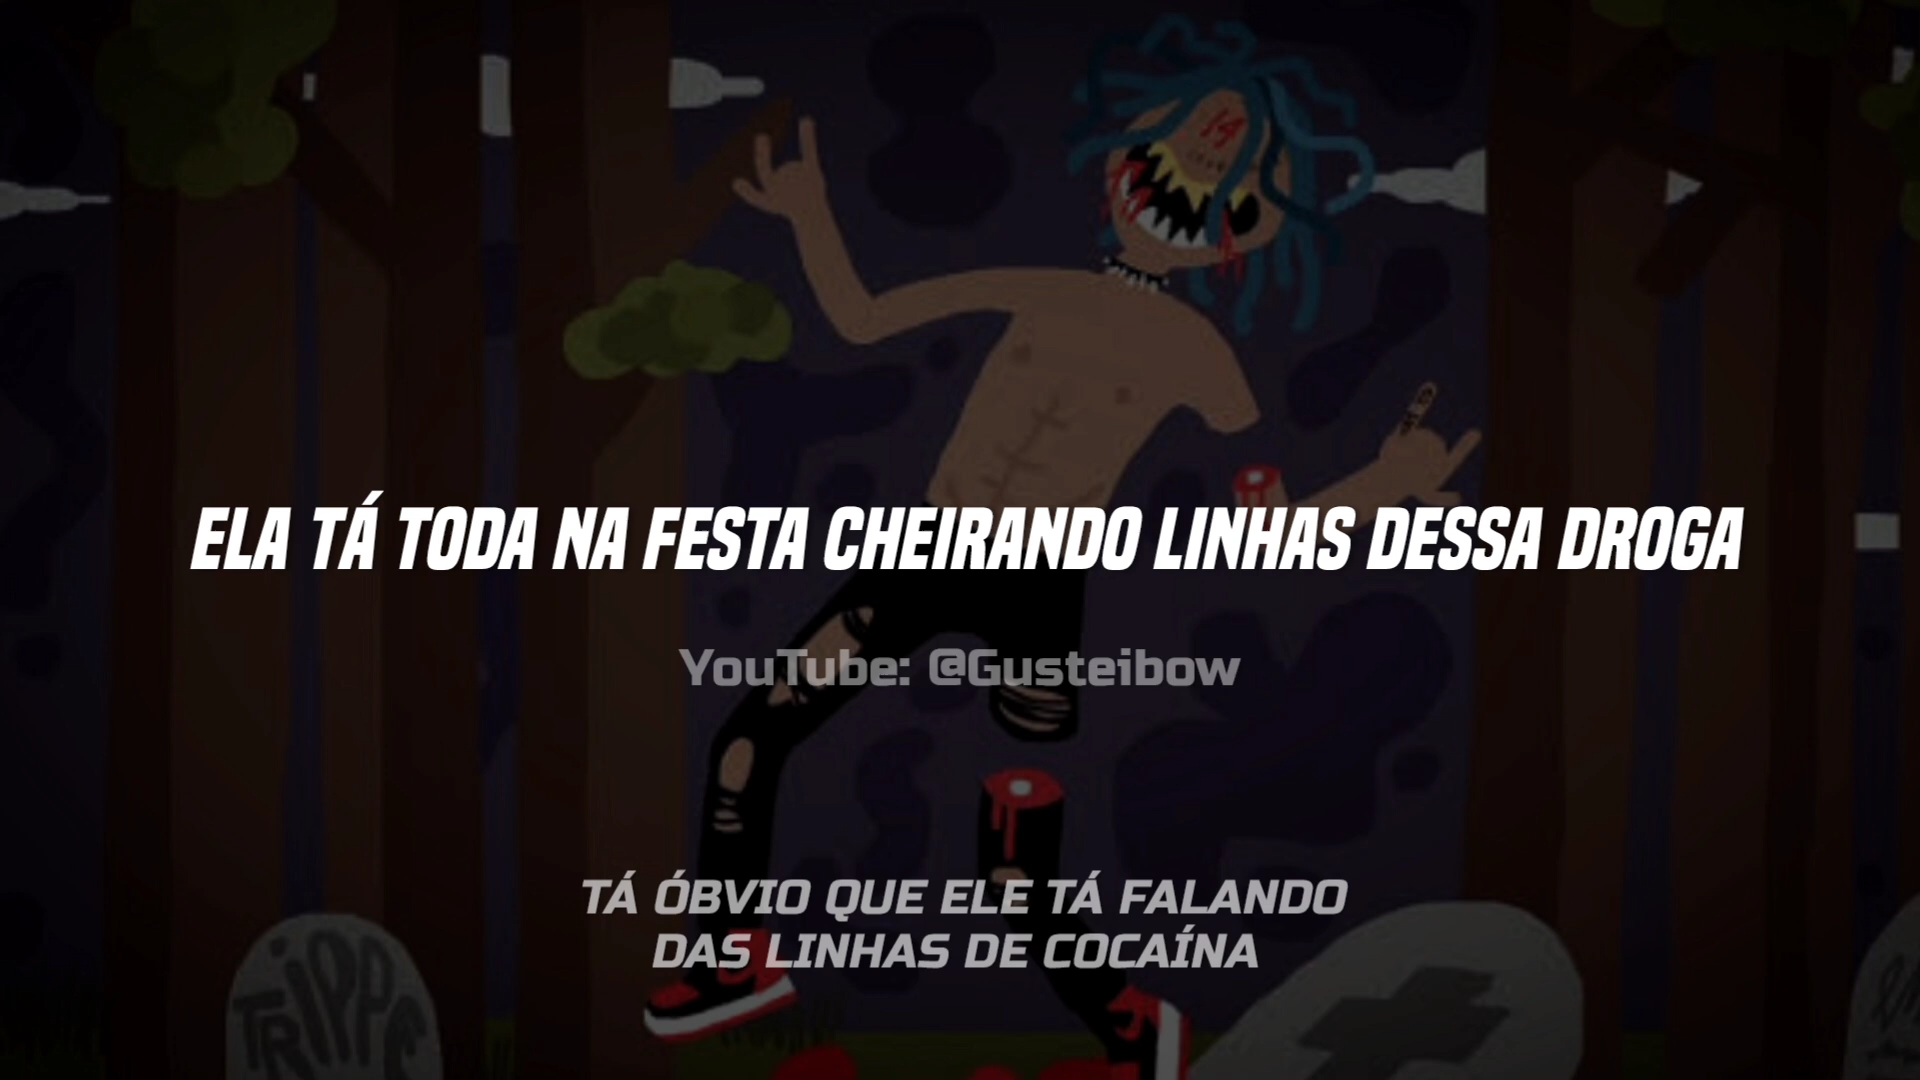 ELA TÁ TODA NA FESTA CHEIRANDO LINHAS DESSA DROGA
YouTube: @Gusteibow
TÁ ÓBVIO QUE ELE TÁ FALANDO
DAS LINHAS DE COCAÍNA
TRIPPE